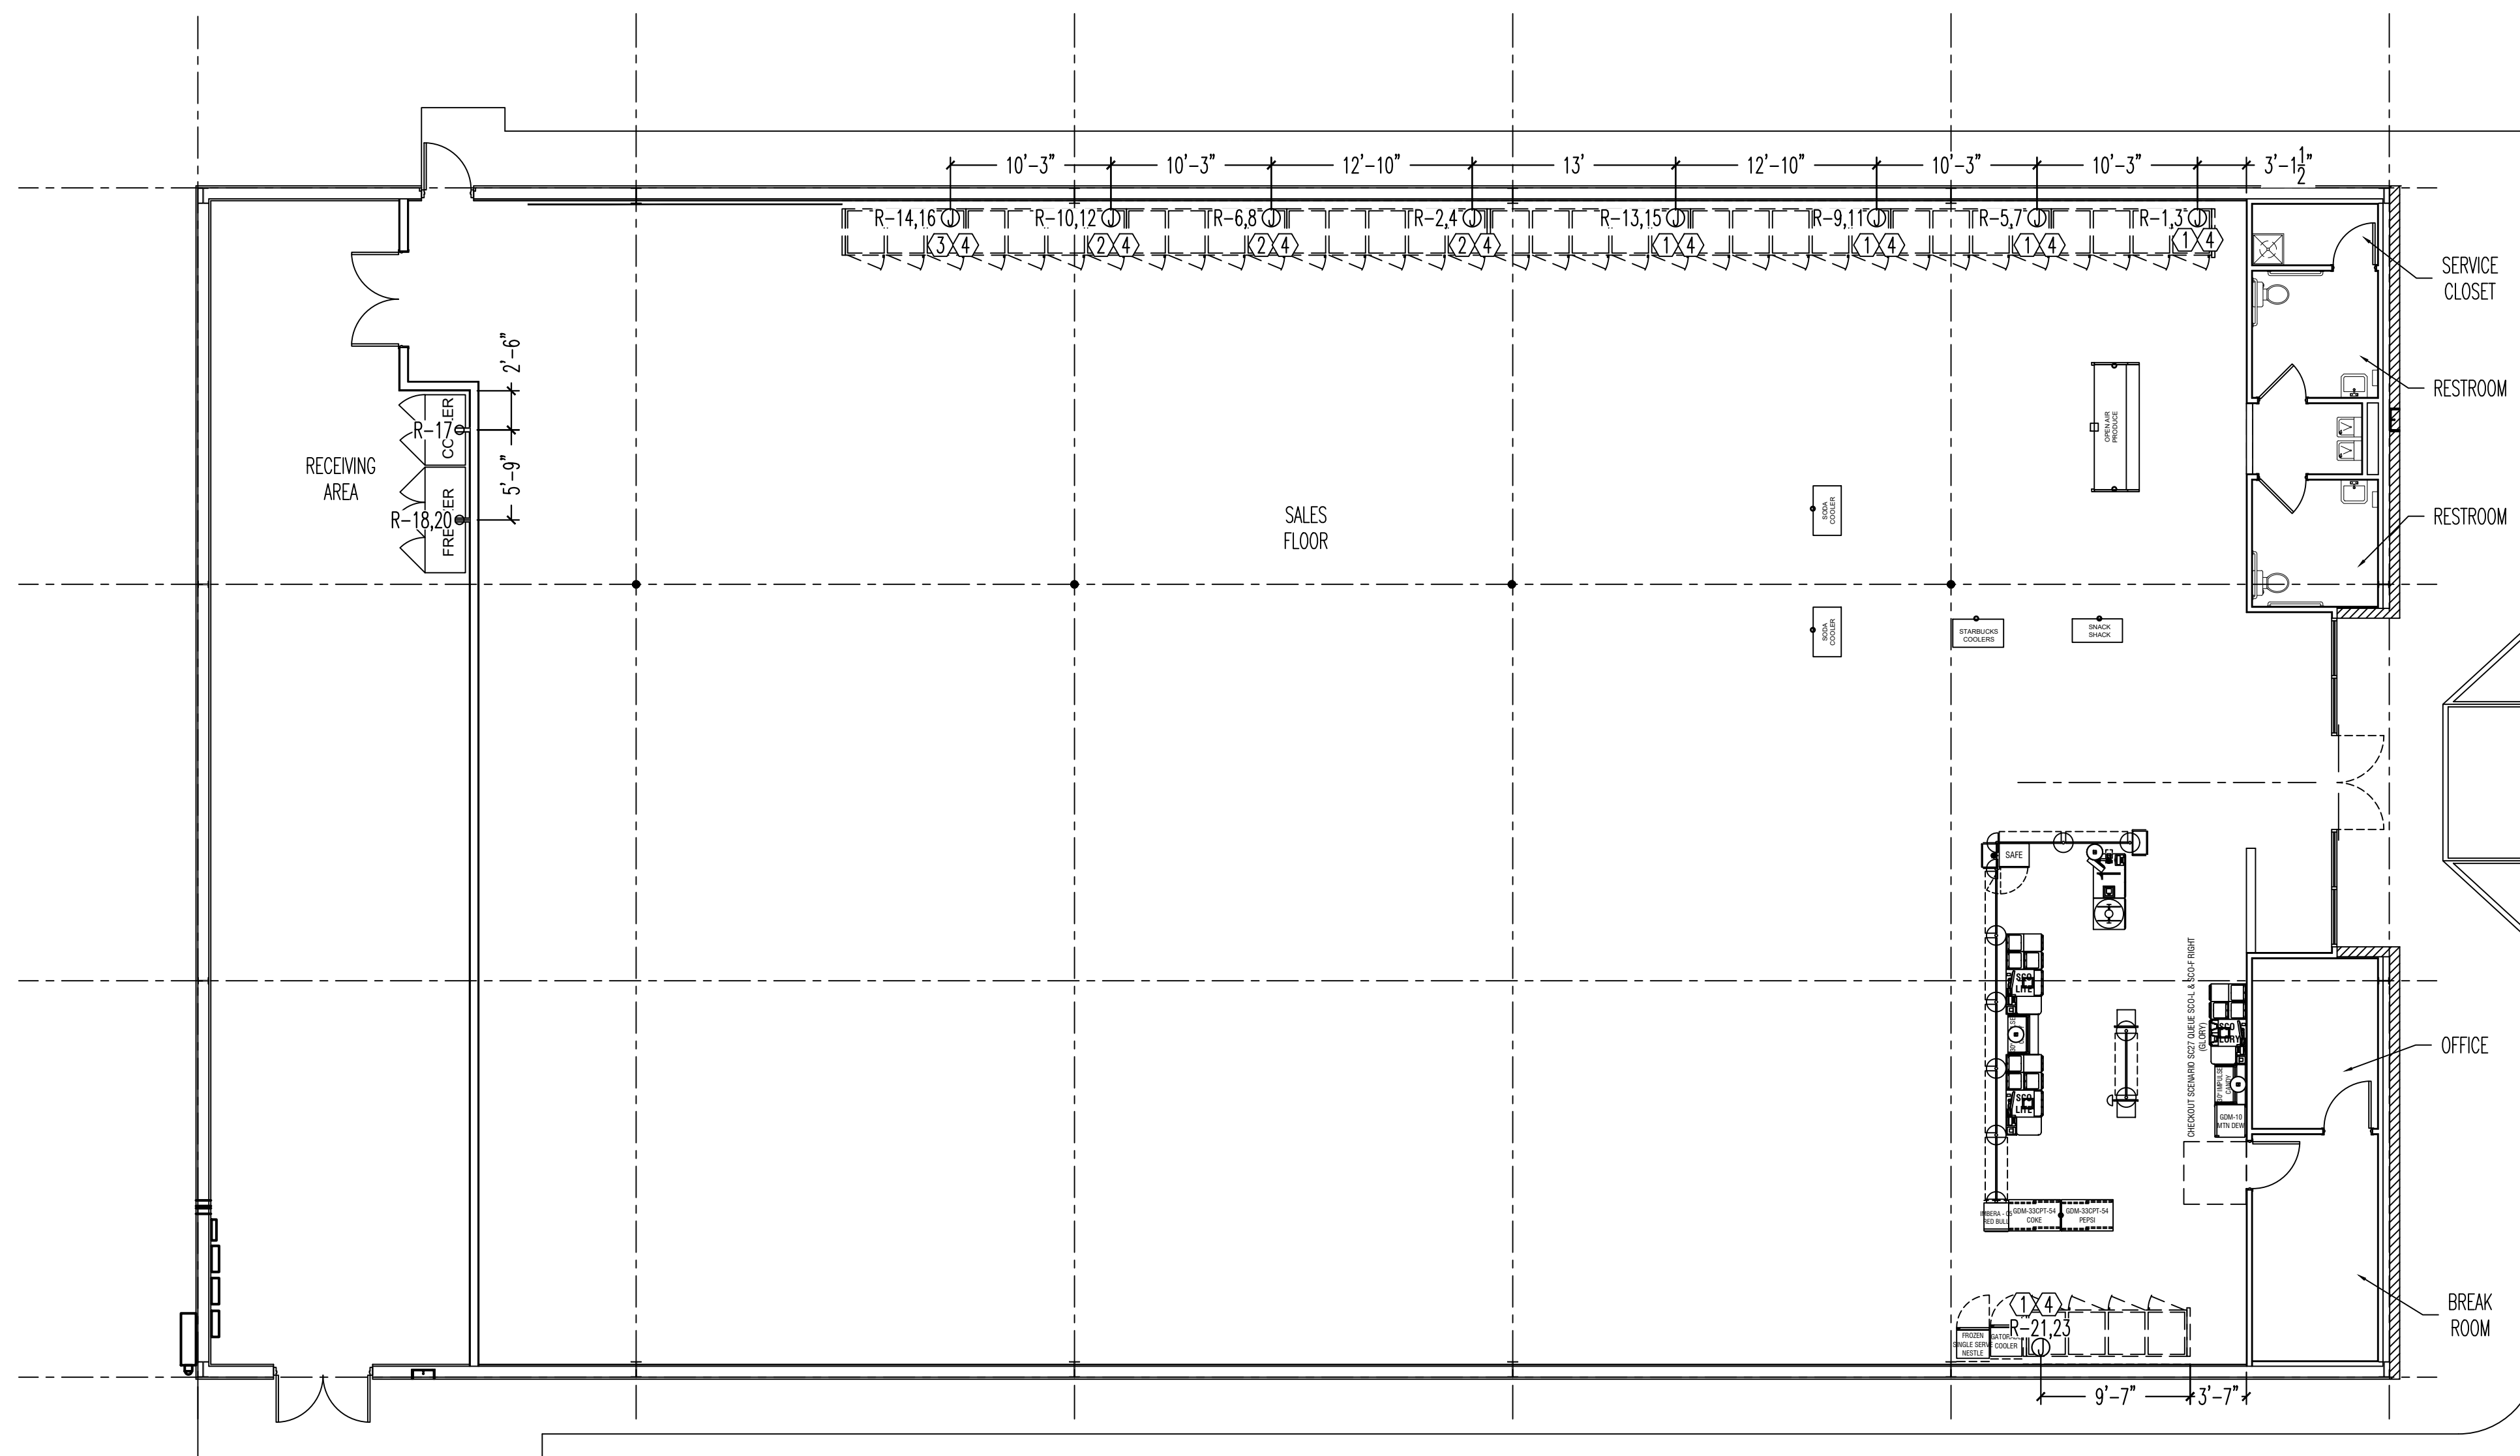 10'-3"
10'-3"
12'-10"
13'
12'-10"
10'-3"
10'-3"
3'-1 1/2"
R-14,16
R-10,12
R-6,8
R-2,4
R-13,15
R-9,11
R-5,7
R-1,3
3 4
2 4
2 4
2 4
1 4
1 4
1 4
1 4
SERVICE
CLOSET
2'-6"
RESTROOM
R-17
5'-9"
RECEIVING
AREA
R-18,20
OPEN AIR
PRODUCE
SALES
FLOOR
SODA
COOLER
RESTROOM
SODA
COOLER
STARBUCKS
COOLERS
SNACK
SHACK
SAFE
SCO
LITE
CHECKOUT SCENARIO SC27 QUEUE SCO-L & SCO-F RIGHT
(GLORY)
SCO
GLORY
OFFICE
30" IMPULSE
CANDY
SCO
LITE
GDM-10
MTN DEW
RED BULL
GDM-33CPT-54
COKE
GDM-33CPT-54
PEPSI
1 4
R-21,23
FROZEN
SINGLE SERVE
NESTLE
COOLER
BREAK
ROOM
9'-7"
3'-7"